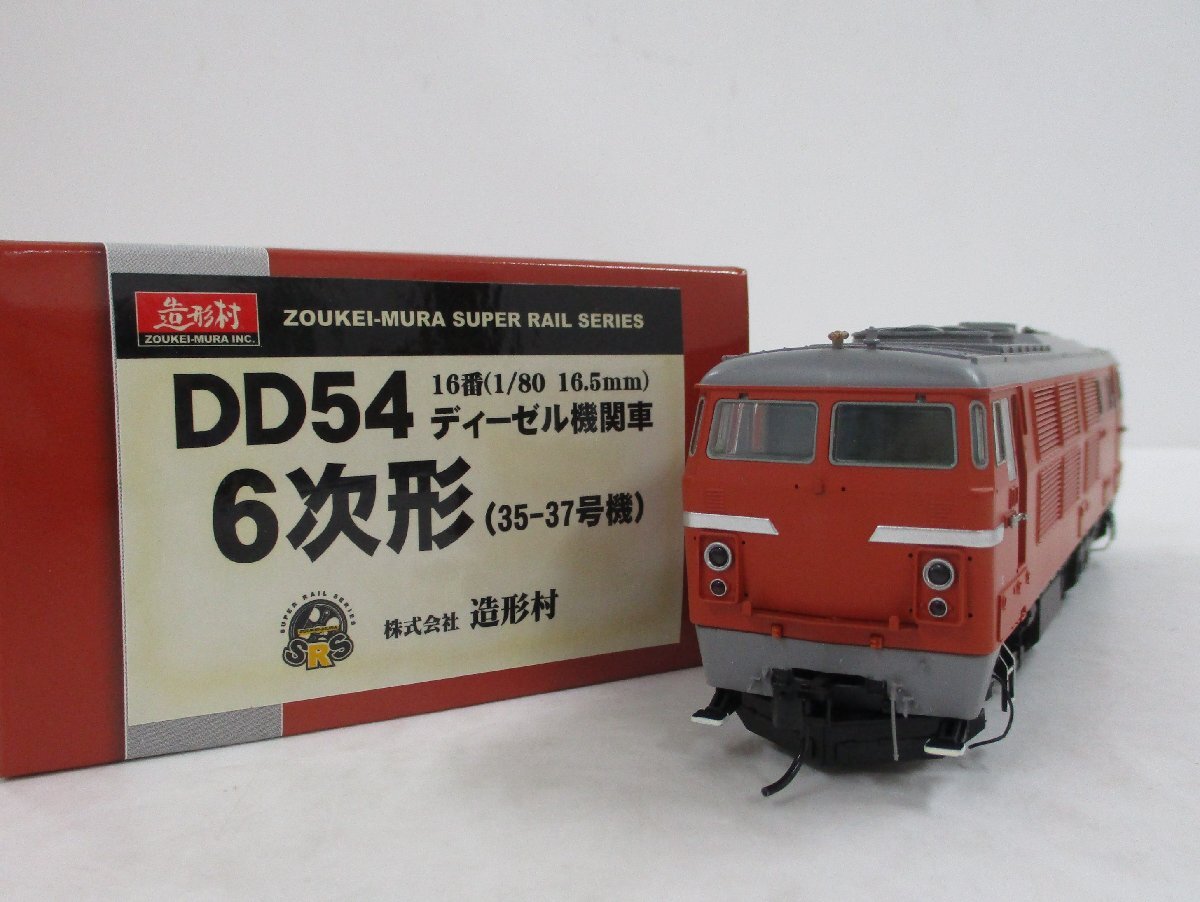 造形村
ZOUKEI-MURA INC.
ZOUKEI-MURA SUPER RAIL SERIES
DD54
16番(1/80 16.5mm)
ディーゼル機関車
6次形(35-37号機)
SUPER RAIL SERIES
SRS
株式会社 造形村